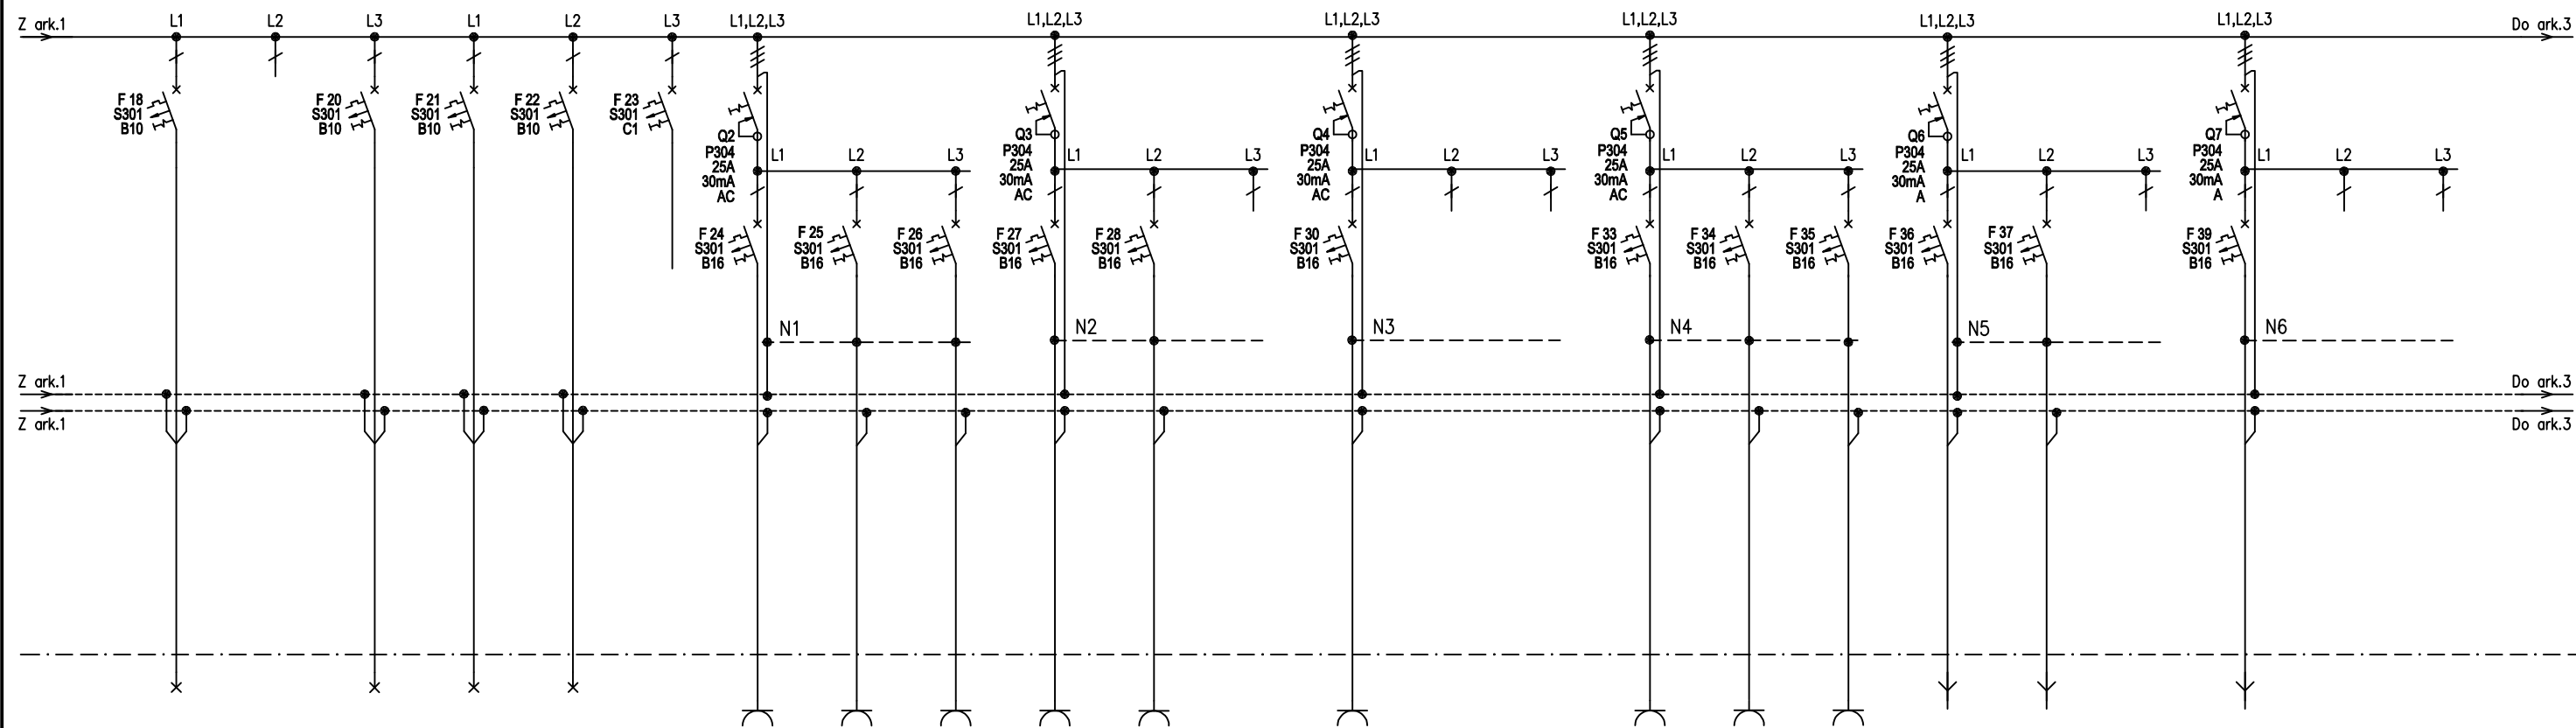 Z ark.1
L1
L2
L3
L1
L2
L3
L1,L2,L3
L1,L2,L3
L1,L2,L3
L1,L2,L3
L1,L2,L3
L1,L2,L3
Do ark.3
F 18
S301
B10
F 20
S301
B10
F 21
S301
B10
F 22
S301
B10
F 23
S301
C1
Q2
P304
25A
30mA
AC
L1
L2
L3
Q3
P304
25A
30mA
AC
L1
L2
L3
Q4
P304
25A
30mA
AC
L1
L2
L3
Q5
P304
25A
30mA
AC
L1
L2
L3
Q6
P304
25A
30mA
A
L1
L2
L3
Q7
P304
25A
30mA
A
L1
L2
L3
F 24
S301
B16
F 25
S301
B16
F 26
S301
B16
F 27
S301
B16
F 28
S301
B16
F 30
S301
B16
F 33
S301
B16
F 34
S301
B16
F 35
S301
B16
F 36
S301
B16
F 37
S301
B16
F 39
S301
B16
N1
N2
N3
N4
N5
N6
Z ark.1
Do ark.3
Z ark.1
Do ark.3